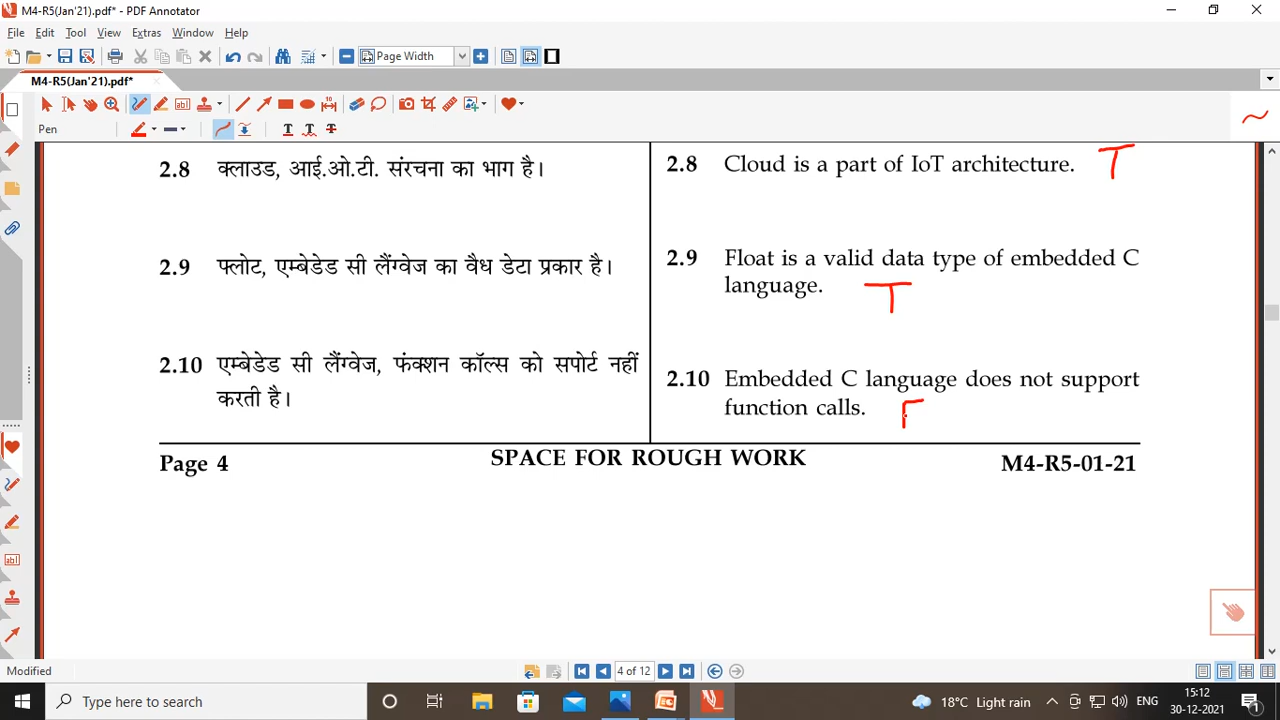 M4-R5(Jan'21).pdf* - PDF Annotator
File Edit Tool View Extras Window Help
Page Width
M4-R5(Jan'21).pdf*
Pen
2.8 क्लाउड, आई.ओ.टी. संरचना का भाग है।
2.9 फ्लोट, एम्बेडेड सी लैंग्वेज का वैध डेटा प्रकार है।
2.10 एम्बेडेड सी लैंग्वेज, फंक्शन कॉल्स को सपोर्ट नहीं
करती है।
2.8 Cloud is a part of IoT architecture. T
2.9 Float is a valid data type of embedded C
language. T
2.10 Embedded C language does not support
function calls.
Page 4 SPACE FOR ROUGH WORK M4-R5-01-21
Modified 4 of 12
Type here to search 18°C Light rain ENG 15:12
30-12-2021